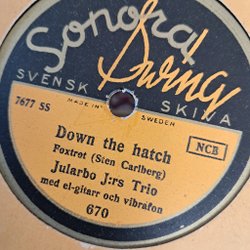 Sonora
Swing
SVENSK SKIVA
7677 SS
MADE IN SWEDEN
Down the hatch
Foxtrot (Sten Carlberg)
NCB
Jularbo J:rs Trio
med el-gitarr och vibrafon
670